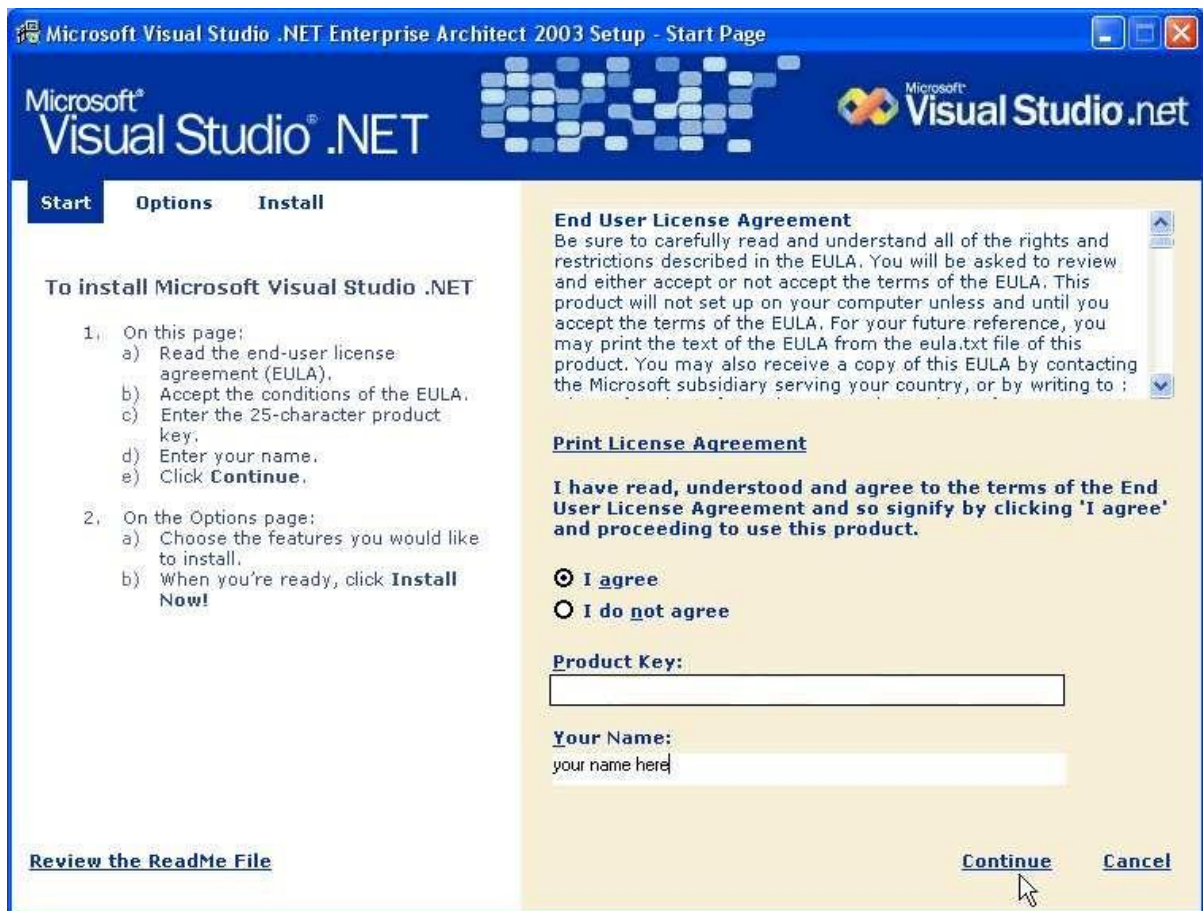 Microsoft Visual Studio .NET Enterprise Architect 2003 Setup - Start Page
Microsoft®
Visual Studio® .NET
Microsoft®
Visual Studio.net
Start Options Install
To install Microsoft Visual Studio .NET
1. On this page:
a) Read the end-user license
agreement (EULA).
b) Accept the conditions of the EULA.
c) Enter the 25-character product
key.
d) Enter your name.
e) Click Continue.
2. On the Options page:
a) Choose the features you would like
to install.
b) When you're ready, click Install
Now!
Review the ReadMe File
End User License Agreement
Be sure to carefully read and understand all of the rights and
restrictions described in the EULA. You will be asked to review
and either accept or not accept the terms of the EULA. This
product will not set up on your computer unless and until you
accept the terms of the EULA. For your future reference, you
may print the text of the EULA from the eula.txt file of this
product. You may also receive a copy of this EULA by contacting
the Microsoft subsidiary serving your country, or by writing to :
Print License Agreement
I have read, understood and agree to the terms of the End
User License Agreement and so signify by clicking 'I agree'
and proceeding to use this product.
I agree
I do not agree
Product Key:
Your Name:
your name here
Continue Cancel